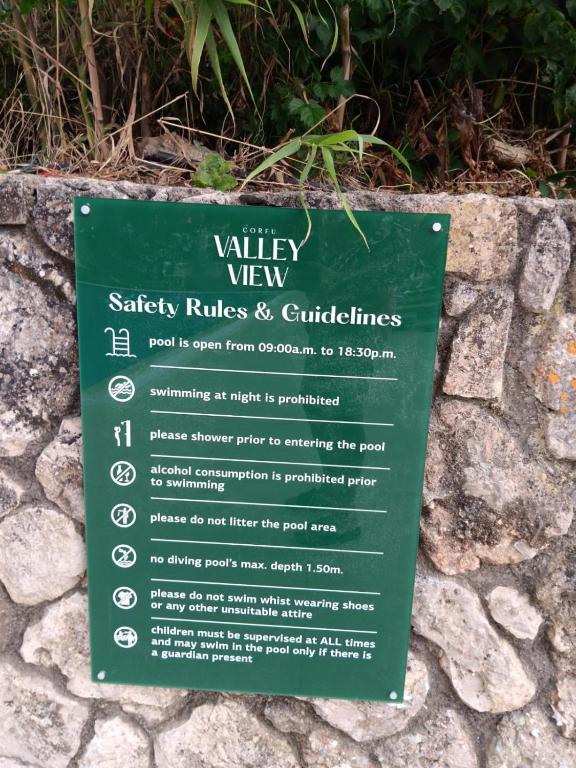 CORFU
VALLEY
VIEW
Safety Rules & Guidelines
pool is open from 09:00a.m. to 18:30p.m.
swimming at night is prohibited
please shower prior to entering the pool
alcohol consumption is prohibited prior
to swimming
please do not litter the pool area
no diving pool's max. depth 1.50m.
please do not swim whist wearing shoes
or any other unsuitable attire
children must be supervised at ALL times
and may swim in the pool only if there is
a guardian present